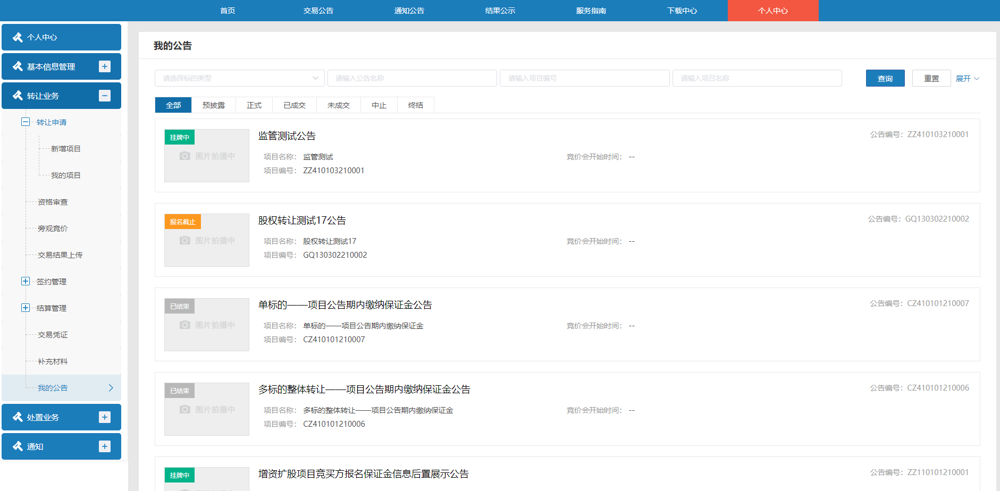 首页 交易公告 通知公告 结果公示 服务指南 下载中心 个人中心
个人中心
基本信息管理
转让业务
转让申请
新增项目
我的项目
资格审查
旁观竞价
交易结果上传
签约管理
结算管理
交易凭证
补充材料
我的公告
处置业务
通知
我的公告
请选择标的类型 请输入公告名称 请输入项目编号 请输入项目名称 查询 重置 展开
全部 预披露 正式 已成交 未成交 中止 终结
挂牌中
图片拍摄中
监管测试公告
公告编号：ZZ410103210001
项目名称： 监管测试
竞价会开始时间： --
项目编号： ZZ410103210001
报名截止
图片拍摄中
股权转让测试17公告
公告编号：GQ130302210002
项目名称： 股权转让测试17
竞价会开始时间： --
项目编号： GQ130302210002
已结束
图片拍摄中
单标的——项目公告期内缴纳保证金公告
公告编号：CZ410101210007
项目名称： 单标的——项目公告期内缴纳保证金
竞价会开始时间： --
项目编号： CZ410101210007
已结束
图片拍摄中
多标的整体转让——项目公告期内缴纳保证金公告
公告编号：CZ410101210006
项目名称： 多标的整体转让——项目公告期内缴纳保证金
竞价会开始时间： --
项目编号： CZ410101210006
挂牌中
增资扩股项目竞买方报名保证金信息后置展示公告
公告编号：ZZ110101210001